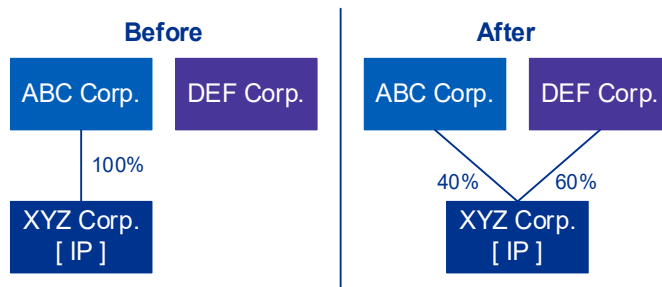 Before
ABC Corp.
DEF Corp.
100%
XYZ Corp.
[ IP ]
After
ABC Corp.
DEF Corp.
40%
60%
XYZ Corp.
[ IP ]